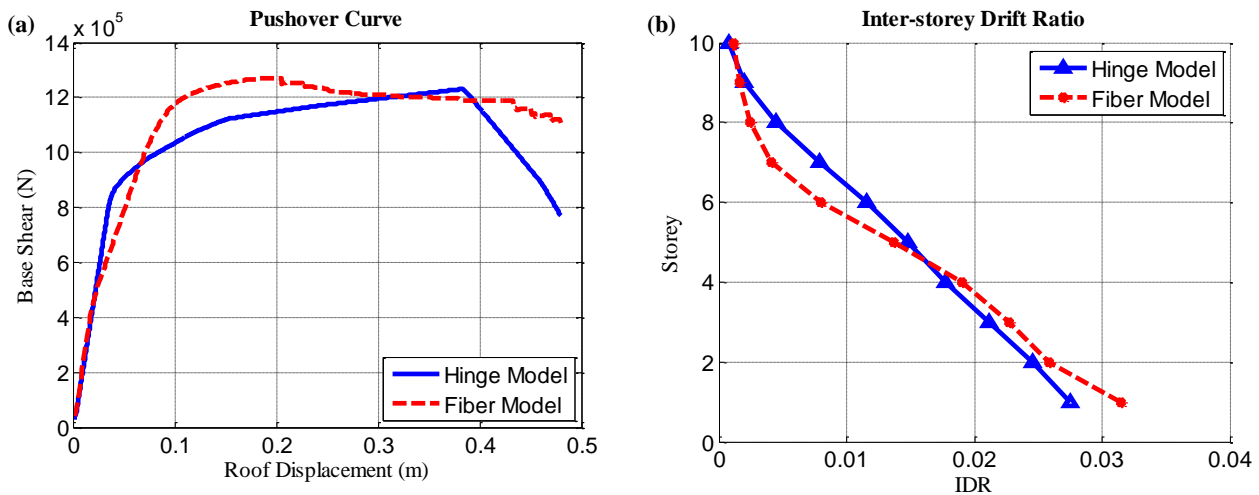 (a)
Pushover Curve
x 10^5
14
12
10
8
6
4
2
0
Base Shear (N)
0 0.1 0.2 0.3 0.4 0.5
Roof Displacement (m)
Hinge Model
Fiber Model
(b)
Inter-storey Drift Ratio
10
8
6
4
2
0
Storey
0 0.01 0.02 0.03 0.04
IDR
Hinge Model
Fiber Model